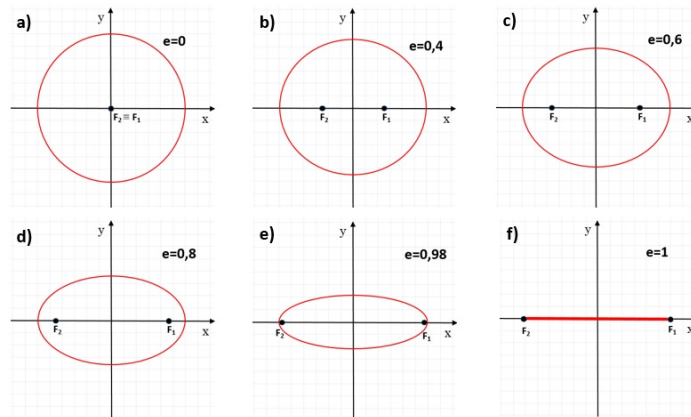 a)
y
e=0
F₂ ≡ F₁
x
b)
y
e=0,4
F₂
F₁
x
c)
y
e=0,6
F₂
F₁
x
d)
y
e=0,8
F₂
F₁
x
e)
y
e=0,98
F₂
F₁
x
f)
y
e=1
F₂
F₁
x